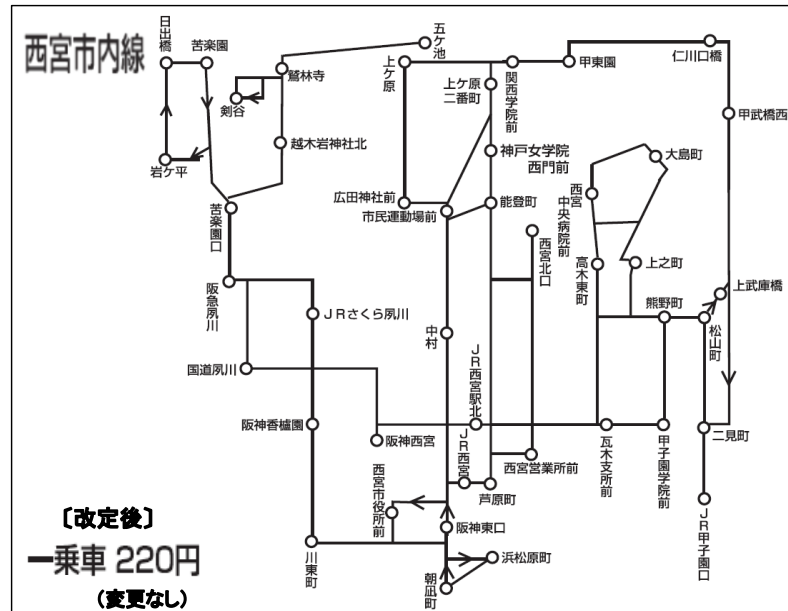 西宮市内線
日出橋
苦楽園
五ケ池
鷲林寺
剣谷
越木岩神社北
岩ケ平
苦楽園口
上ケ原
上ケ原
二番町
関西学院前
甲東園
仁川口橋
甲武橋西
神戸女学院
西門前
広田神社前
市民運動場前
能登町
西宮北口
西宮
中央病院前
大島町
高木東町
上之町
上武庫橋
熊野町
松山町
阪急夙川
JRさくら夙川
国道夙川
中村
JR西宮駅北
阪神香櫨園
阪神西宮
JR西宮
西宮営業所前
瓦木支所前
甲子園学院前
二見町
西宮市役所前
芦原町
JR甲子園口
川東町
阪神東口
浜松原町
朝凪町
〔改定後〕
一乗車 220円
(変更なし)